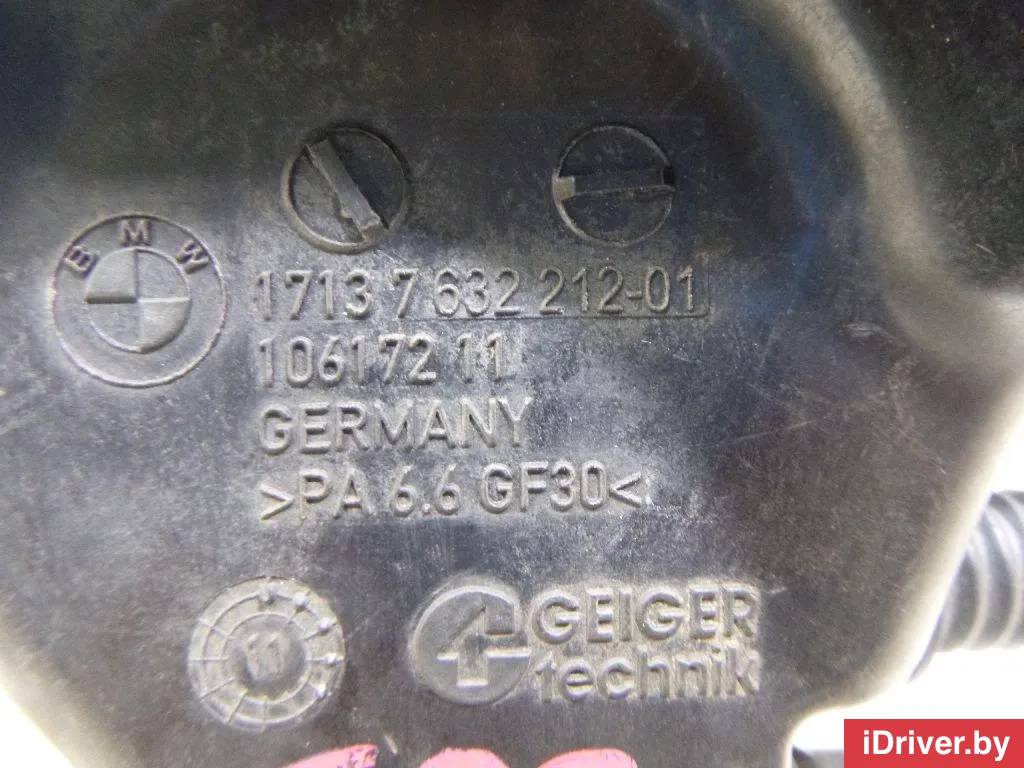 BMW
1713 7 632 212-01
106172 11
GERMANY
>PA 6.6 GF30<
11
GEIGER
technik
iDriver.by